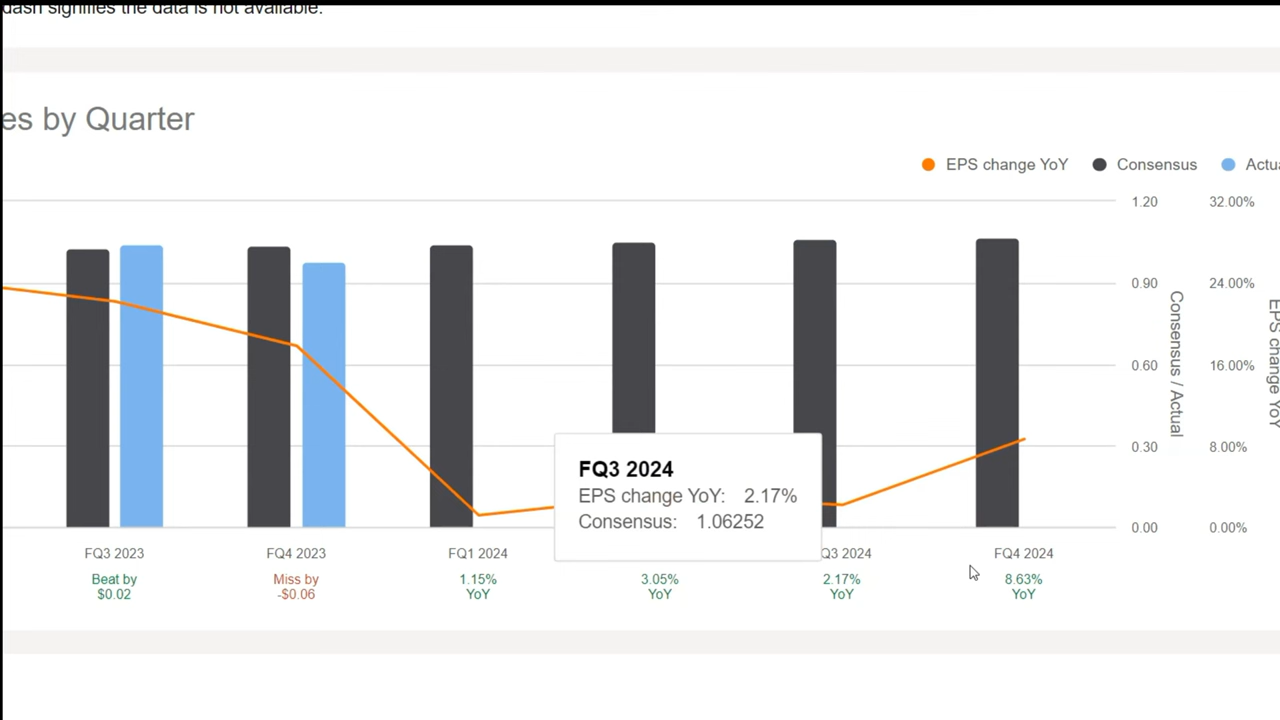 dash signifies the data is not available.
es by Quarter
EPS change YoY
Consensus
Actua
1.20
32.00%
0.90
24.00%
0.60
16.00%
0.30
8.00%
0.00
0.00%
Consensus / Actual
EPS change YoY
FQ3 2024
EPS change YoY: 2.17%
Consensus: 1.06252
FQ3 2023
FQ4 2023
FQ1 2024
Q3 2024
FQ4 2024
Beat by
$0.02
Miss by
-$0.06
1.15%
YoY
3.05%
YoY
2.17%
YoY
8.63%
YoY